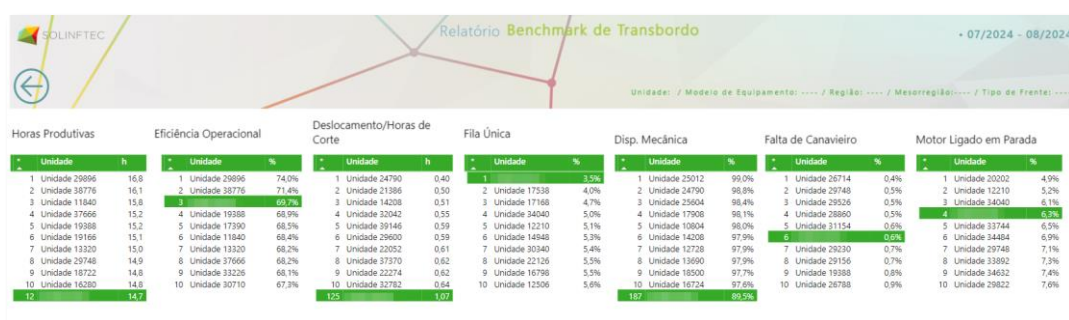 SOLINFTEC
Relatório Benchmark de Transbordo
• 07/2024 - 08/2024
Unidade: / Modelo de Equipamento: ---- / Região: ---- / Mesorregião:---- / Tipo de Frente: ----
Horas Produtivas
* Unidade h
1 Unidade 29896 16,8
2 Unidade 38776 16,1
3 Unidade 11840 15,8
4 Unidade 37666 15,2
5 Unidade 19388 15,2
6 Unidade 19166 15,1
7 Unidade 13320 15,0
8 Unidade 29748 14,9
9 Unidade 18722 14,8
10 Unidade 16280 14,8
12 14,7
Eficiência Operacional
* Unidade %
1 Unidade 29896 74,0%
2 Unidade 38776 71,4%
3 69,7%
4 Unidade 19388 68,9%
5 Unidade 17390 68,5%
6 Unidade 11840 68,4%
7 Unidade 13320 68,2%
8 Unidade 37666 68,2%
9 Unidade 33226 68,1%
10 Unidade 30710 67,3%
Deslocamento/Horas de
Corte
* Unidade h
1 Unidade 24790 0,40
2 Unidade 21386 0,50
3 Unidade 14208 0,51
4 Unidade 32042 0,55
5 Unidade 39146 0,59
6 Unidade 29600 0,59
7 Unidade 22052 0,61
8 Unidade 37370 0,62
9 Unidade 22274 0,62
10 Unidade 32782 0,64
125 1,07
Fila Única
* Unidade %
1 3,5%
2 Unidade 17538 4,0%
3 Unidade 17168 4,7%
4 Unidade 34040 5,0%
5 Unidade 12210 5,1%
6 Unidade 14948 5,3%
7 Unidade 30340 5,4%
8 Unidade 22126 5,5%
9 Unidade 16798 5,5%
10 Unidade 12506 5,6%
Disp. Mecânica
* Unidade %
1 Unidade 25012 99,0%
2 Unidade 24790 98,8%
3 Unidade 25604 98,4%
4 Unidade 17908 98,1%
5 Unidade 10804 98,0%
6 Unidade 14208 97,9%
7 Unidade 12728 97,9%
8 Unidade 13690 97,9%
9 Unidade 18500 97,7%
10 Unidade 16724 97,6%
187 89,5%
Falta de Canavieiro
* Unidade %
1 Unidade 26714 0,4%
2 Unidade 29748 0,5%
3 Unidade 29526 0,5%
4 Unidade 28860 0,5%
5 Unidade 31154 0,6%
6 0,6%
7 Unidade 29230 0,7%
8 Unidade 29156 0,7%
9 Unidade 19388 0,8%
10 Unidade 26788 0,9%
Motor Ligado em Parada
* Unidade %
1 Unidade 20202 4,9%
2 Unidade 12210 5,2%
3 Unidade 34040 6,1%
4 6,3%
5 Unidade 33744 6,5%
6 Unidade 34484 6,9%
7 Unidade 29748 7,1%
8 Unidade 33892 7,3%
9 Unidade 34632 7,4%
10 Unidade 29822 7,6%